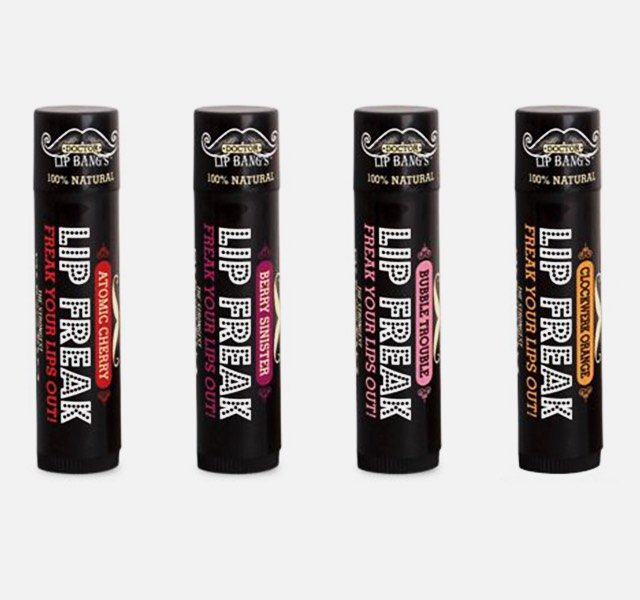 DOCTOR
LIP BANG'S
100% NATURAL
ATOMIC CHERRY
LIP FREAK
FREAK YOUR LIPS OUT!
DOCTOR
LIP BANG'S
100% NATURAL
BERRY SINISTER
LIP FREAK
FREAK YOUR LIPS OUT!
DOCTOR
LIP BANG'S
100% NATURAL
BUBBLE TROUBLE
LIP FREAK
FREAK YOUR LIPS OUT!
DOCTOR
LIP BANG'S
100% NATURAL
CLOCKWERK ORANGE
LIP FREAK
FREAK YOUR LIPS OUT!